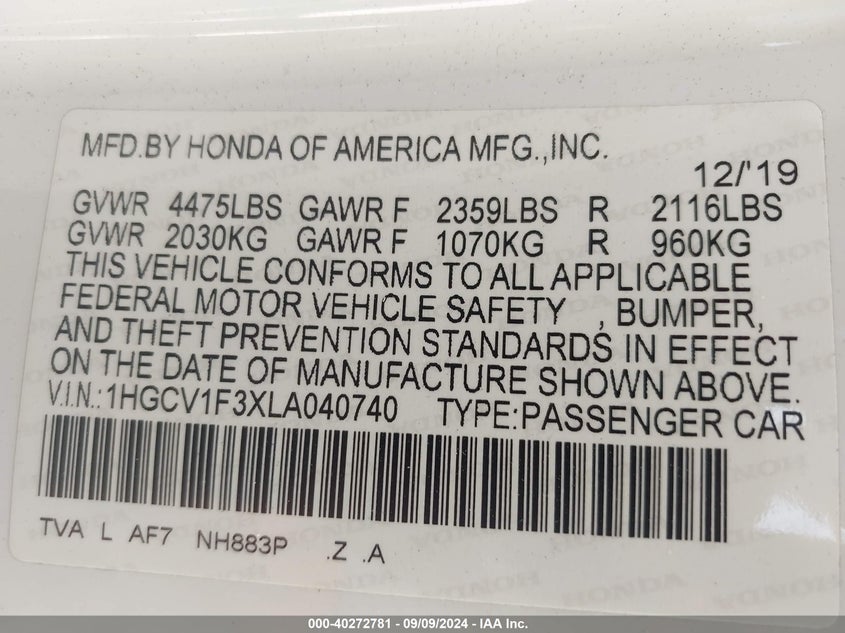 MFD.BY HONDA OF AMERICA MFG.,INC.
12/'19
GVWR 4475LBS GAWR F 2359LBS R 2116LBS
GVWR 2030KG GAWR F 1070KG R 960KG
THIS VEHICLE CONFORMS TO ALL APPLICABLE
FEDERAL MOTOR VEHICLE SAFETY , BUMPER,
AND THEFT PREVENTION STANDARDS IN EFFECT
ON THE DATE OF MANUFACTURE SHOWN ABOVE.
V.I.N.:1HGCV1F3XLA040740 TYPE:PASSENGER CAR
TVA L AF7 NH883P .Z .A
000-40272781 - 09/09/2024 - IAA Inc.